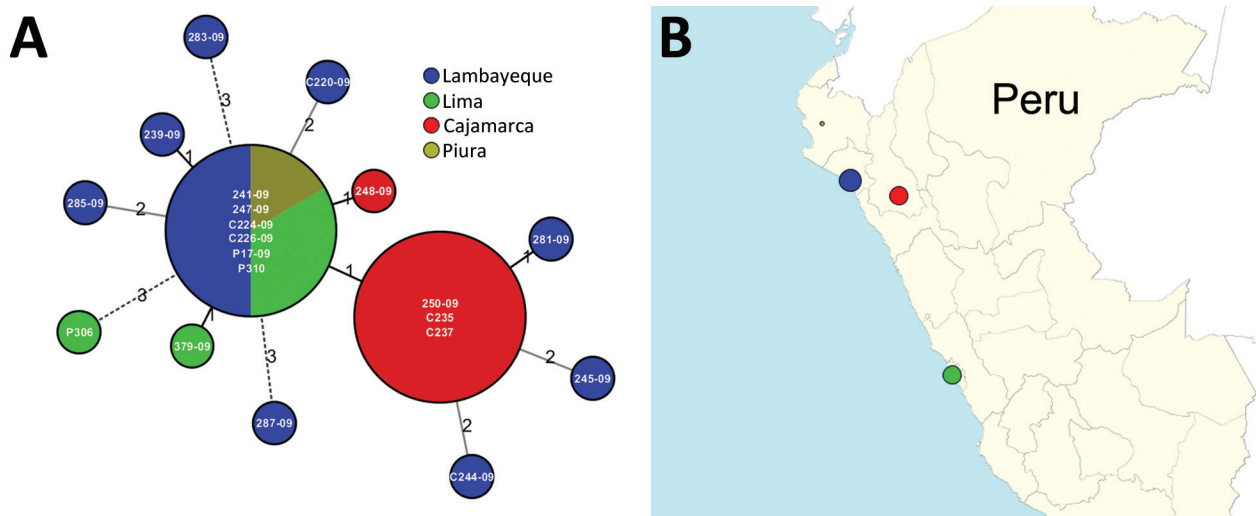 A
283-09
C220-09
Lambayeque
Lima
Cajamarca
Piura
3
2
239-09
1
285-09
2
241-09
247-09
C224-09
C226-09
P17-09
P310
248-09
1
281-09
1
1
3
P306
1
379-09
3
250-09
C235
C237
2
245-09
287-09
2
C244-09
B
Peru